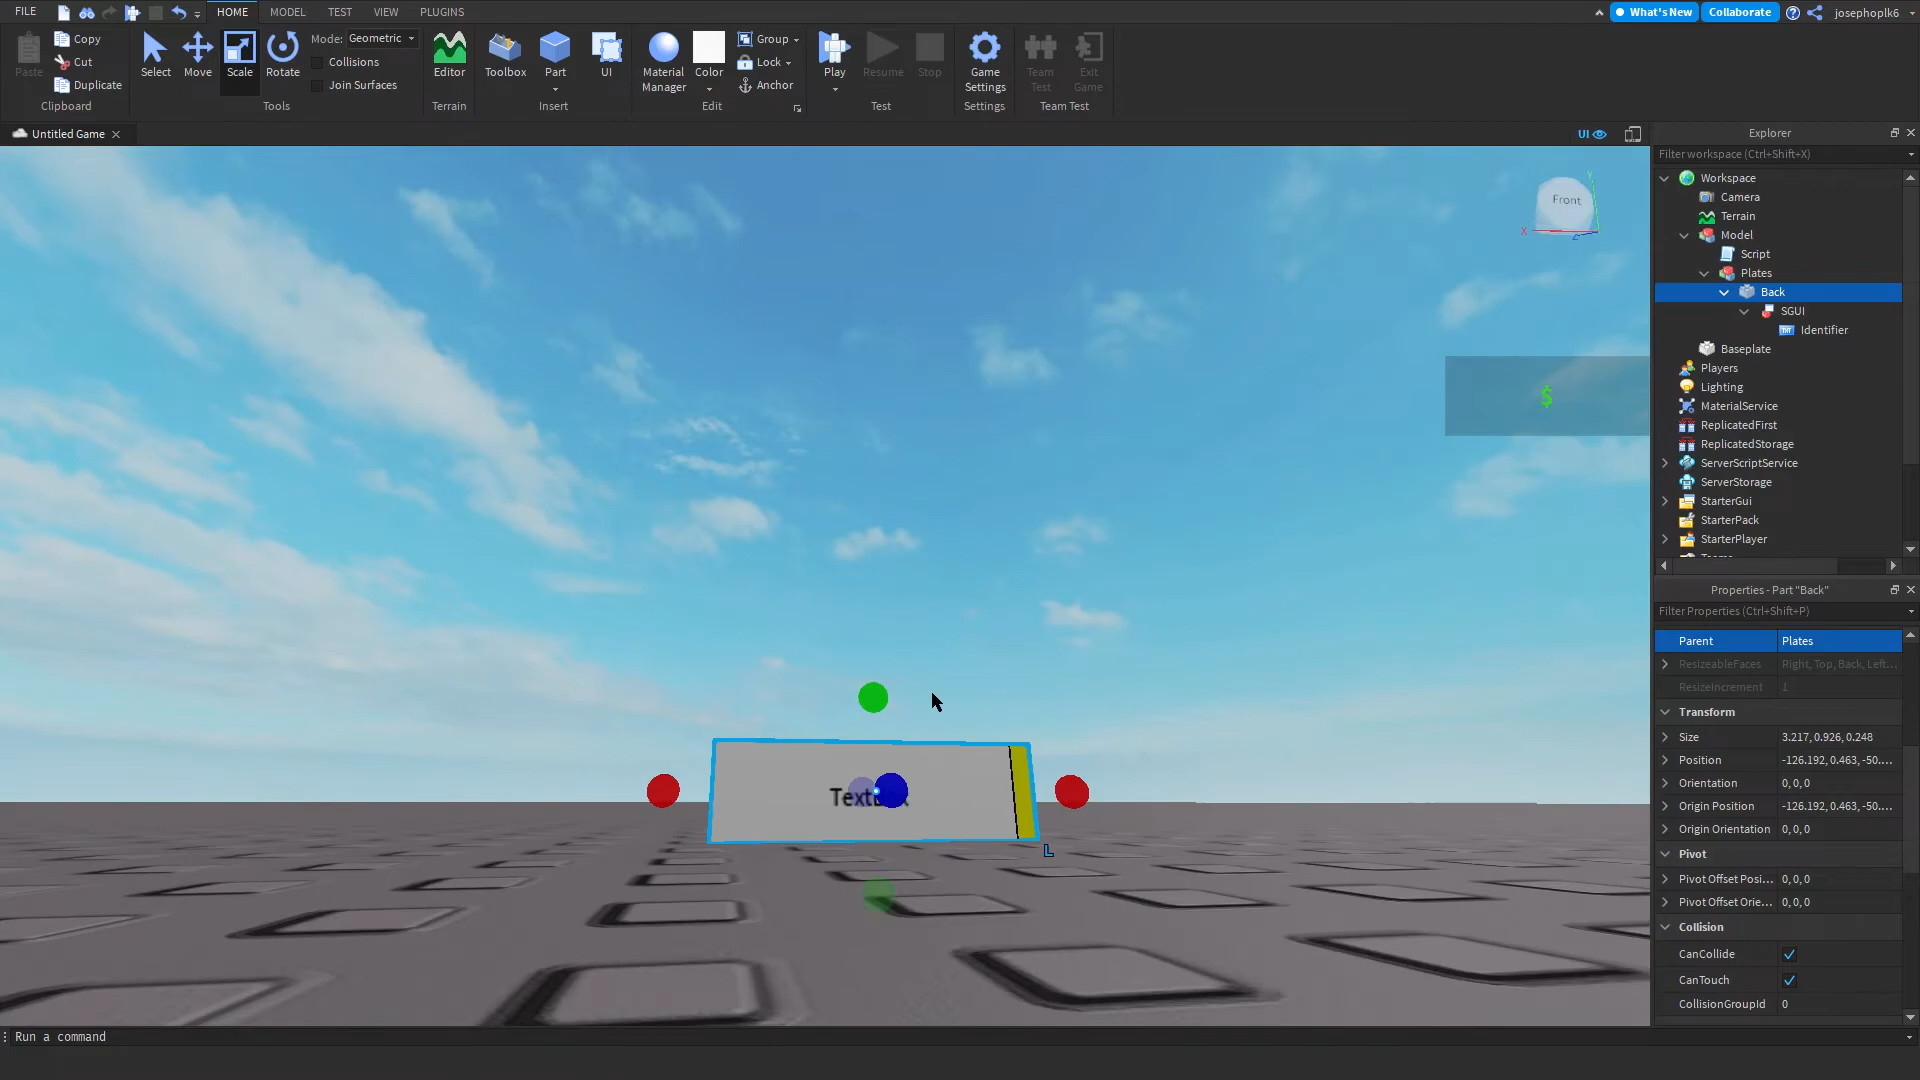 FILE
HOME
MODEL
TEST
VIEW
PLUGINS
What's New
Collaborate
josephoplk6
Paste
Copy
Cut
Duplicate
Clipboard
Select
Move
Scale
Rotate
Mode: Geometric
Collisions
Join Surfaces
Tools
Editor
Terrain
Toolbox
Part
UI
Insert
Material Manager
Color
Group
Lock
Anchor
Edit
Play
Resume
Stop
Test
Game Settings
Settings
Team Test
Exit Game
Team Test
Untitled Game
UI
Front
X
Y
Z
$
L
Explorer
Filter workspace (Ctrl+Shift+X)
Workspace
Camera
Terrain
Model
Script
Plates
Back
SGUI
Identifier
Baseplate
Players
Lighting
MaterialService
ReplicatedFirst
ReplicatedStorage
ServerScriptService
ServerStorage
StarterGui
StarterPack
StarterPlayer
Properties - Part "Back"
Filter Properties (Ctrl+Shift+P)
Parent Plates
ResizeableFaces Right, Top, Back, Left...
ResizeIncrement 1
Transform
Size 3.217, 0.926, 0.248
Position -126.192, 0.463, -50....
Orientation 0, 0, 0
Origin Position -126.192, 0.463, -50....
Origin Orientation 0, 0, 0
Pivot
Pivot Offset Posi... 0, 0, 0
Pivot Offset Orie... 0, 0, 0
Collision
CanCollide
CanTouch
CollisionGroupId 0
Run a command